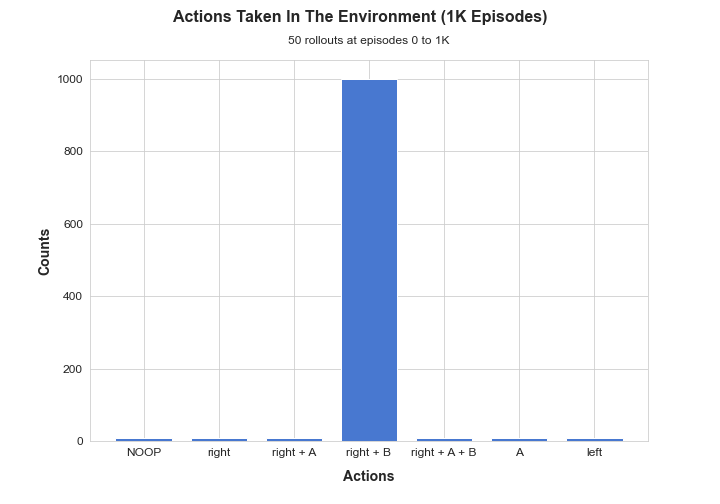 Actions Taken In The Environment (1K Episodes)
50 rollouts at episodes 0 to 1K
1000
800
600
400
200
0
Counts
NOOP right right + A right + B right + A + B A left
Actions